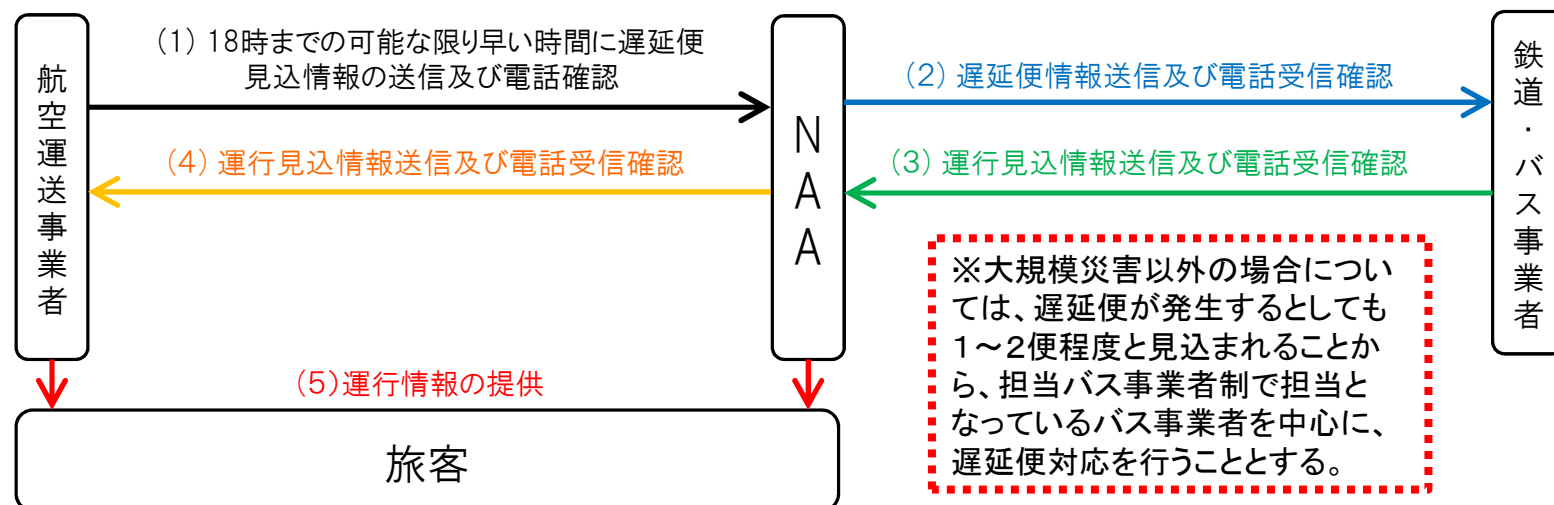 (1) 18時までの可能な限り早い時間に遅延便
見込情報の送信及び電話確認
航空運送事業者
(4) 運行見込情報送信及び電話受信確認
NAA
(2) 遅延便情報送信及び電話受信確認
(3) 運行見込情報送信及び電話受信確認
鉄道・バス事業者
※大規模災害以外の場合につい
ては、遅延便が発生するとしても
１～２便程度と見込まれることか
ら、担当バス事業者制で担当と
なっているバス事業者を中心に、
遅延便対応を行うこととする。
(5)運行情報の提供
旅客